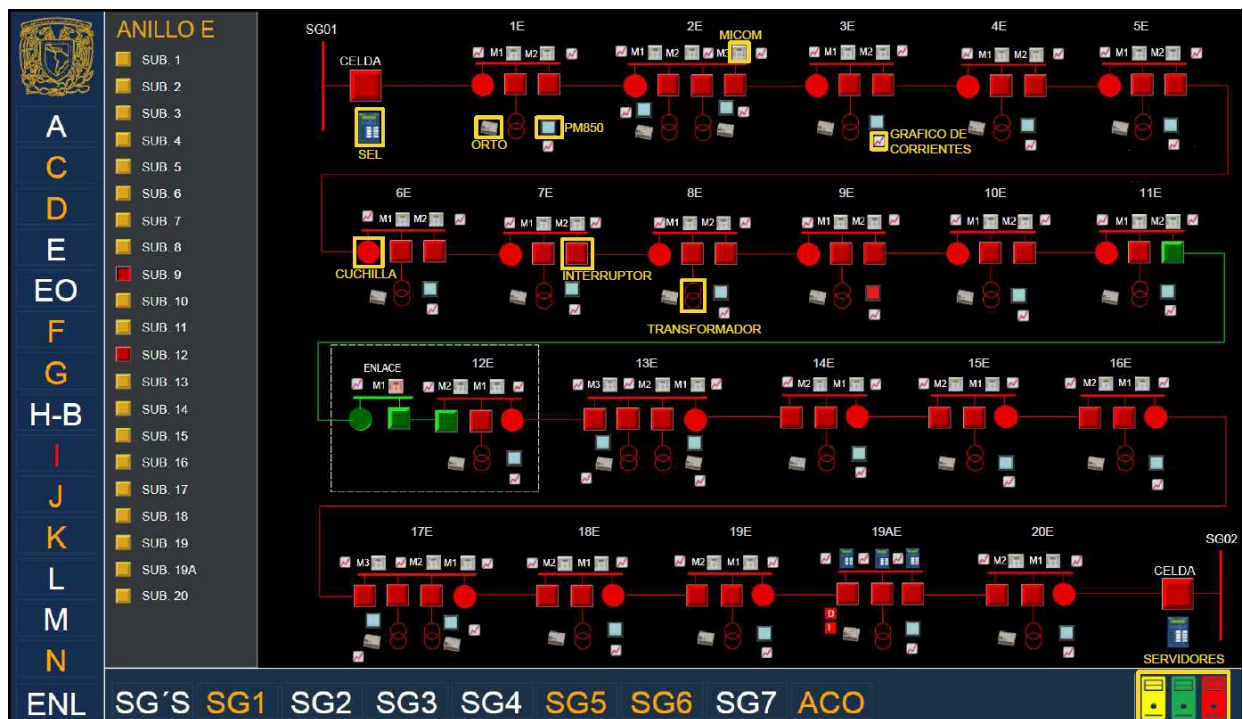 ANILLO E
SUB. 1
SUB. 2
SUB. 3
SUB. 4
SUB. 5
SUB. 6
SUB. 7
SUB. 8
SUB. 9
SUB. 10
SUB. 11
SUB. 12
SUB. 13
SUB. 14
SUB. 15
SUB. 16
SUB. 17
SUB. 18
SUB. 19
SUB. 19A
SUB. 20
A
C
D
E
EO
F
G
H-B
I
J
K
L
M
N
ENL
SG01 1E 2E 3E 4E 5E
MICOM
CELDA M1 M2 M1 M2 M3 M1 M2 M1 M2 M1 M2
SEL ORTO PM850 GRAFICO DE
CORRIENTES
6E 7E 8E 9E 10E 11E
M1 M2 M1 M2 M1 M2 M1 M2 M1 M2 M1 M2
CUCHILLA INTERRUPTOR
TRANSFORMADOR
ENLACE 12E 13E 14E 15E 16E
M1 M2 M1 M3 M2 M1 M2 M1 M2 M1 M2 M1
17E 18E 19E 19AE 20E SG02
M3 M2 M1 M2 M1 M2 M1 M2 M1 CELDA
D
I
SERVIDORES
SG´S SG1 SG2 SG3 SG4 SG5 SG6 SG7 ACO